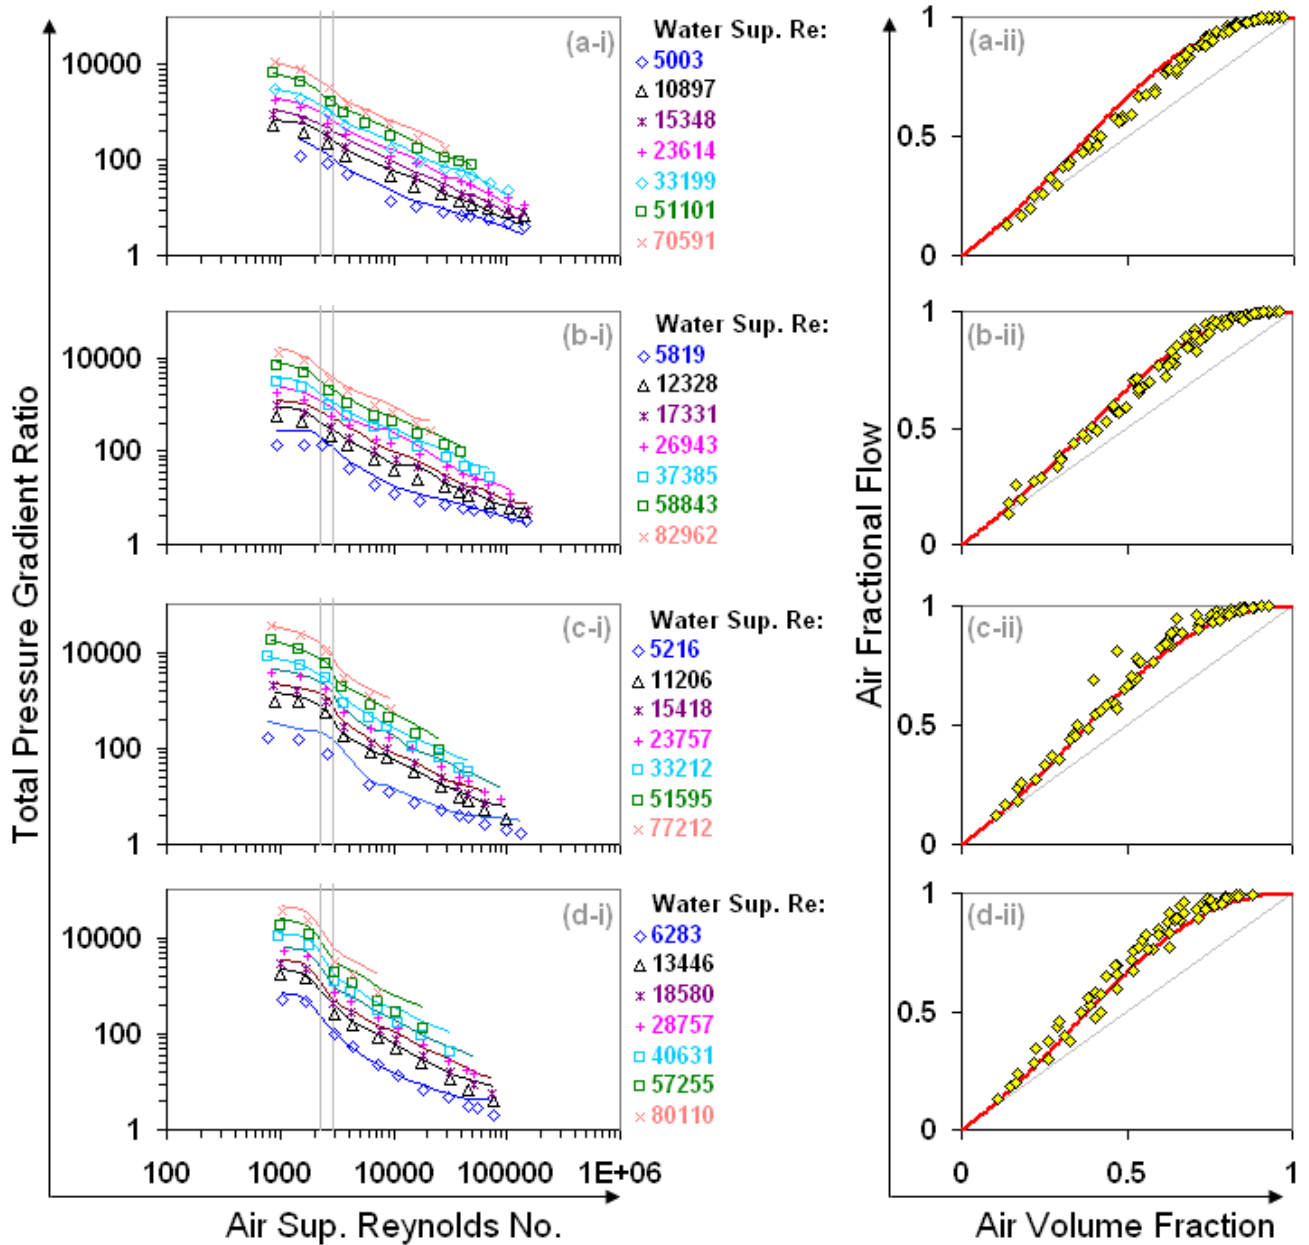 Total Pressure Gradient Ratio
(a-i)
10000
100
1
Water Sup. Re:
5003
10897
15348
23614
33199
51101
70591
(b-i)
10000
100
1
Water Sup. Re:
5819
12328
17331
26943
37385
58843
82962
(c-i)
10000
100
1
Water Sup. Re:
5216
11206
15418
23757
33212
51595
77212
(d-i)
10000
100
1
Water Sup. Re:
6283
13446
18580
28757
40631
57255
80110
100 1000 10000 100000 1E+06
Air Sup. Reynolds No.
Air Fractional Flow
(a-ii)
1
0.5
0
(b-ii)
1
0.5
0
(c-ii)
1
0.5
0
(d-ii)
1
0.5
0
0 0.5 1
Air Volume Fraction